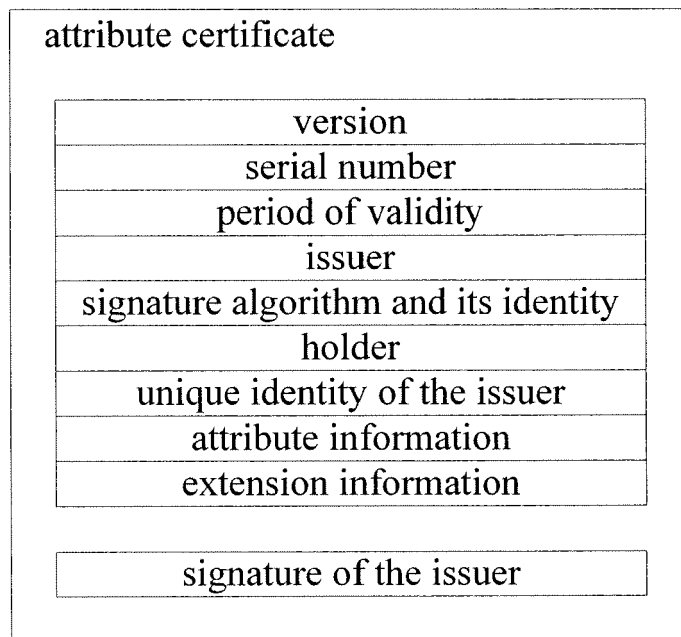 attribute certificate
version
serial number
period of validity
issuer
signature algorithm and its identity
holder
unique identity of the issuer
attribute information
extension information
signature of the issuer